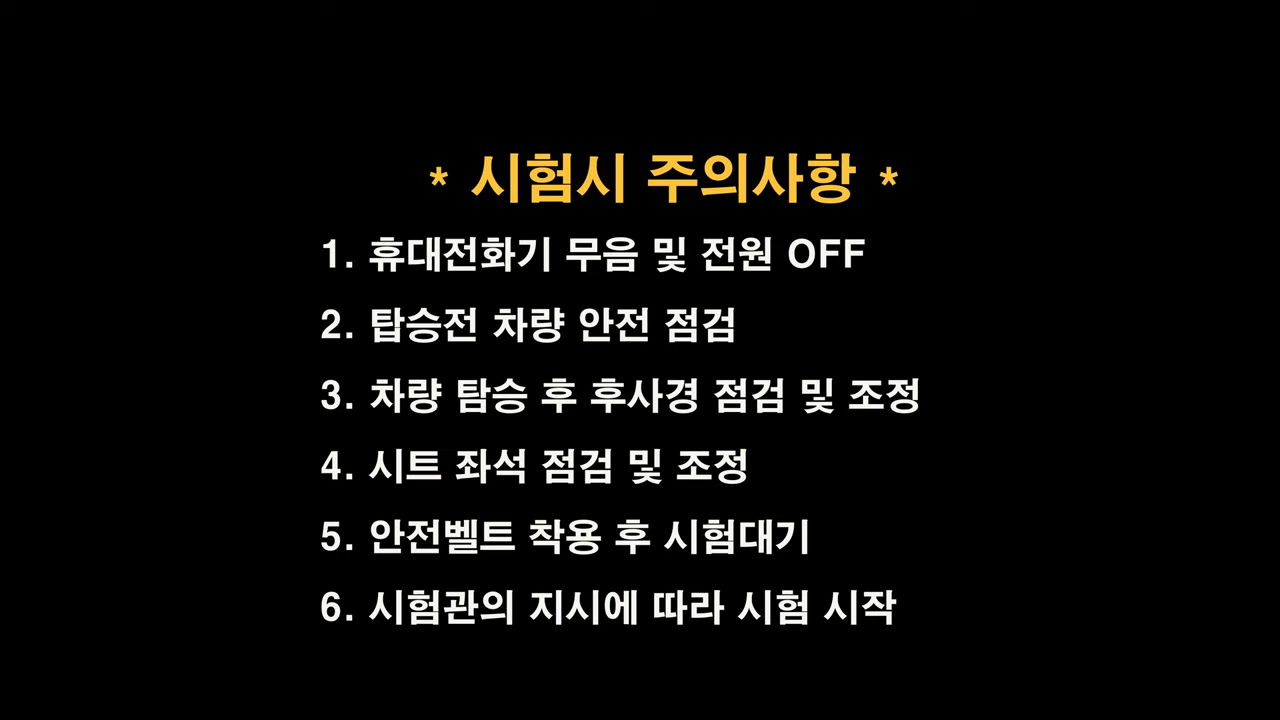 * 시험시 주의사항 *
1. 휴대전화기 무음 및 전원 OFF
2. 탑승전 차량 안전 점검
3. 차량 탐승 후 후사경 점검 및 조정
4. 시트 좌석 점검 및 조정
5. 안전벨트 착용 후 시험대기
6. 시험관의 지시에 따라 시험 시작